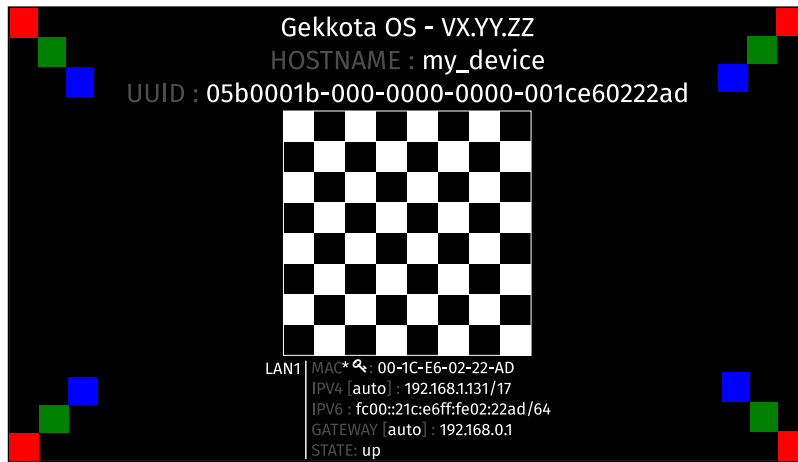 Gekkota OS - VX.YY.ZZ
HOSTNAME : my_device
UUID : 05b0001b-000-0000-0000-001ce60222ad
LAN1 MAC* : 00-1C-E6-02-22-AD
IPV4 [auto] : 192.168.1.131/17
IPV6 : fc00::21c:e6ff:fe02:22ad/64
GATEWAY [auto] : 192.168.0.1
STATE: up